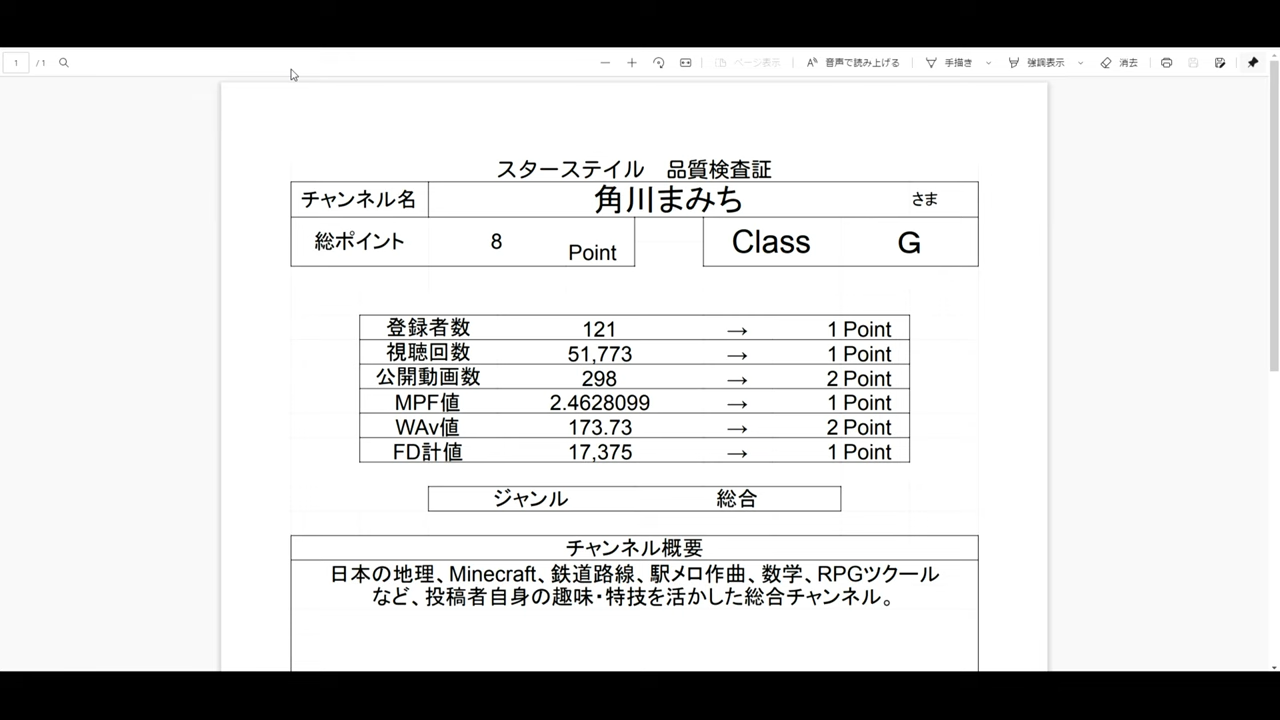 1 / 1 ページ表示 音声で読み上げる 手描き 強調表示 消去
スターステイル 品質検査証
チャンネル名 角川まみち さま
総ポイント 8 Point Class G
登録者数 121 → 1 Point
視聴回数 51,773 → 1 Point
公開動画数 298 → 2 Point
MPF値 2.4628099 → 1 Point
WAv値 173.73 → 2 Point
FD計値 17,375 → 1 Point
ジャンル 総合
チャンネル概要
日本の地理、Minecraft、鉄道路線、駅メロ作曲、数学、RPGツクール
など、投稿者自身の趣味・特技を活かした総合チャンネル。